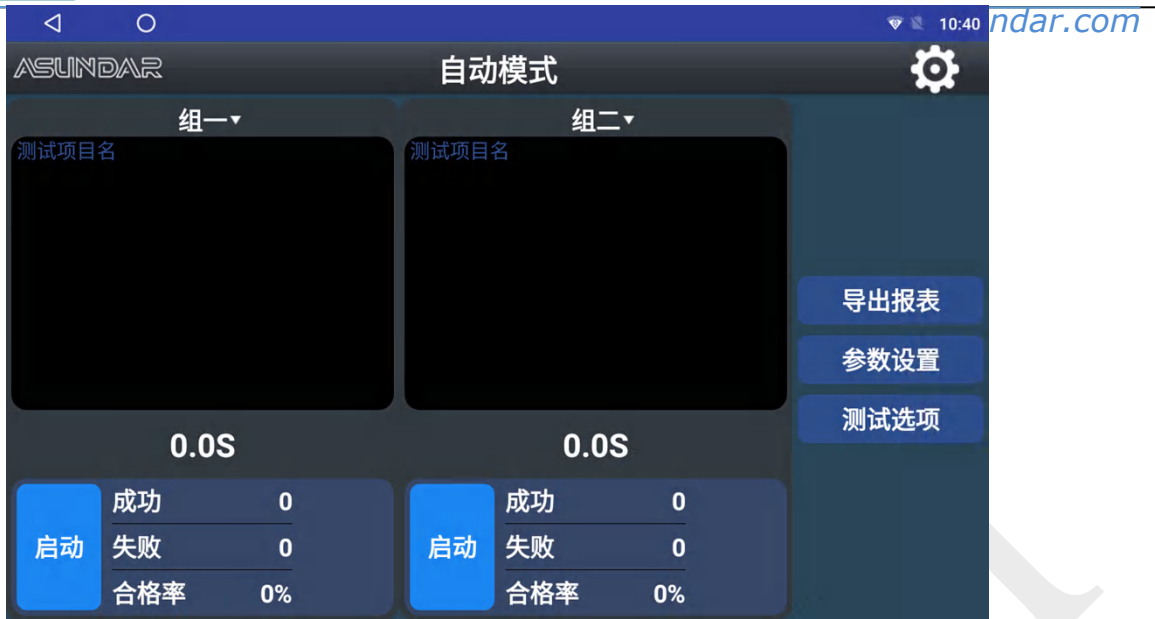 10:40
ndar.com
ASUNDAR
自动模式
组一▾
组二▾
测试项目名
测试项目名
导出报表
参数设置
测试选项
0.0S
0.0S
启动
成功 0
失败 0
合格率 0%
启动
成功 0
失败 0
合格率 0%